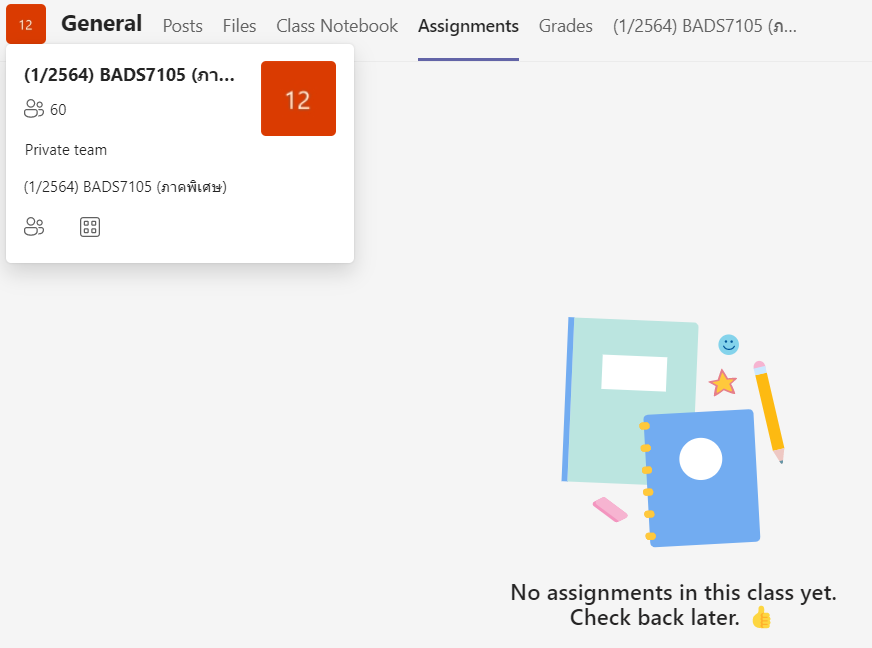 12 General Posts Files Class Notebook Assignments Grades (1/2564) BADS7105 (ภ...
(1/2564) BADS7105 (ภา...
12
60
Private team
(1/2564) BADS7105 (ภาคพิเศษ)
No assignments in this class yet.
Check back later. 👍